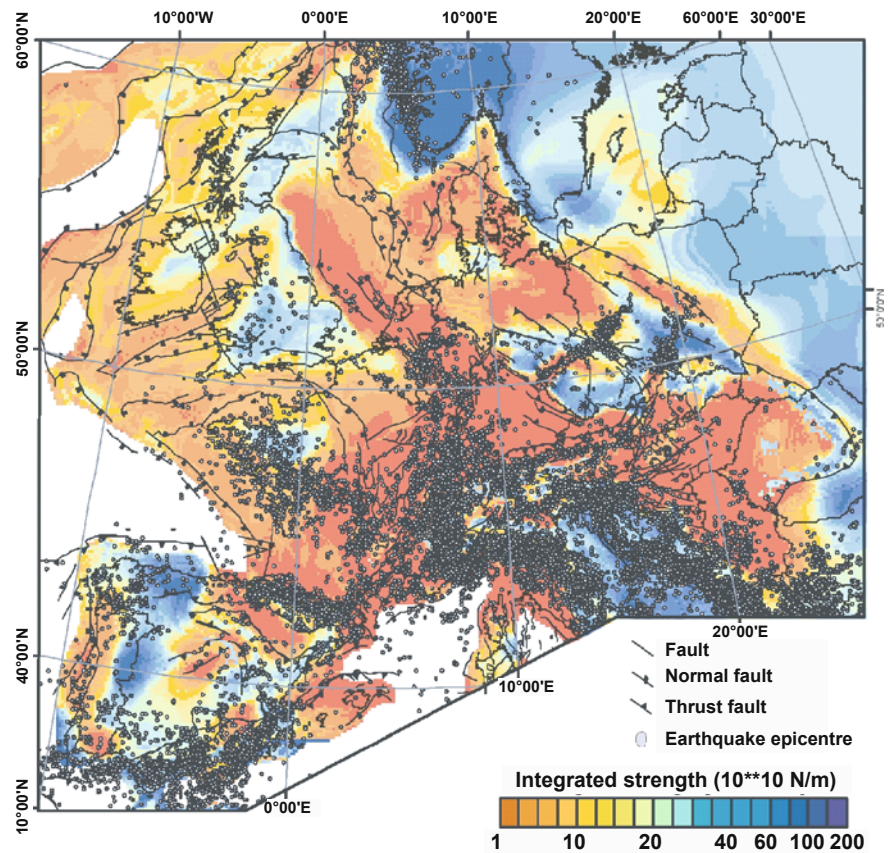 10°00'W 0°00'E 10°00'E 20°00'E 60°00'E 30°00'E
60°00'N
50°00'N
50°00'N
40°00'N
10°00'N
20°00'E
10°00'E
0°00'E
Fault
Normal fault
Thrust fault
Earthquake epicentre
Integrated strength (10**10 N/m)
1 10 20 40 60 100 200